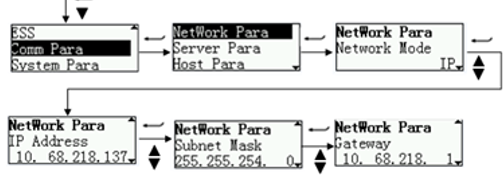 ESS
Comm Para
System Para
NetWork Para
Server Para
Host Para
NetWork Para
Network Mode
IP
NetWork Para
IP Address
10. 68.218.137
NetWork Para
Subnet Mask
255.255.254. 0
NetWork Para
Gateway
10. 68.218. 1